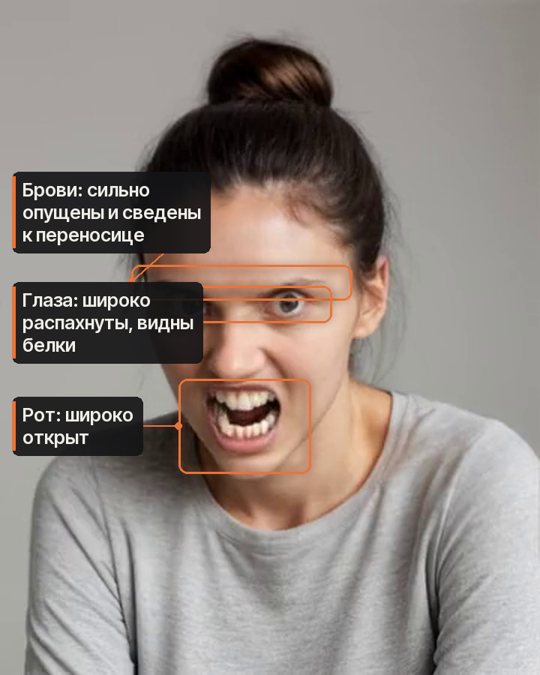 Брови: сильно
опущены и сведены
к переносице
Глаза: широко
распахнуты, видны
белки
Рот: широко
открыт